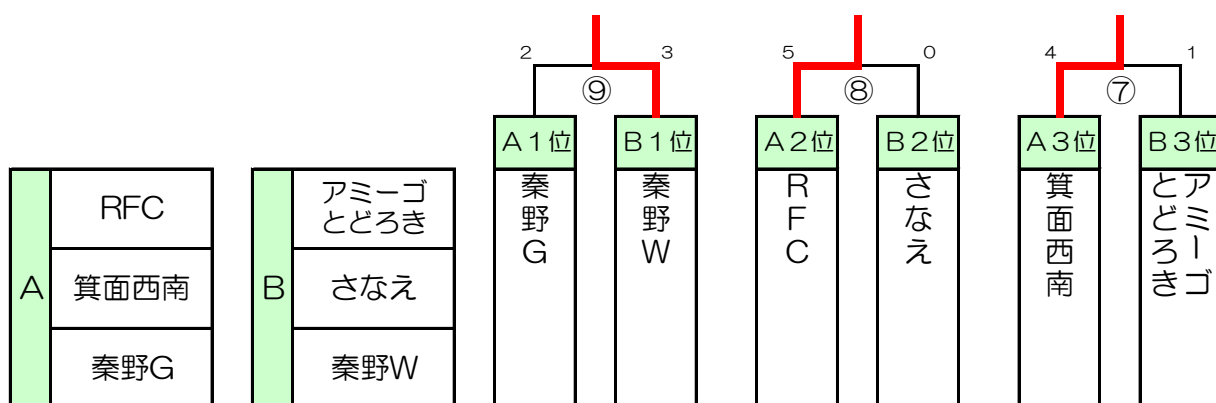 2 3
⑨
A1位 B1位
秦野G
秦野W
5 0
⑧
A2位 B2位
RFC
さなえ
4 1
⑦
A3位 B3位
箕面西南
アミーゴ
とどろき
A
RFC
箕面西南
秦野G
B
アミーゴ
とどろき
さなえ
秦野W